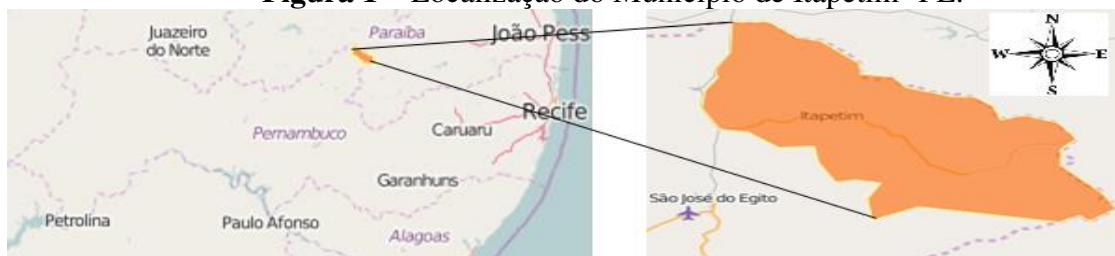 Figura 1 - Localização do Município de Itapetim- PE.
Juazeiro
do Norte
Paraíba
João Pess
Pernambuco
Caruaru
Recife
Garanhuns
Petrolina
Paulo Afonso
Alagoas
N
W
E
S
Itapetim
São José do Egito